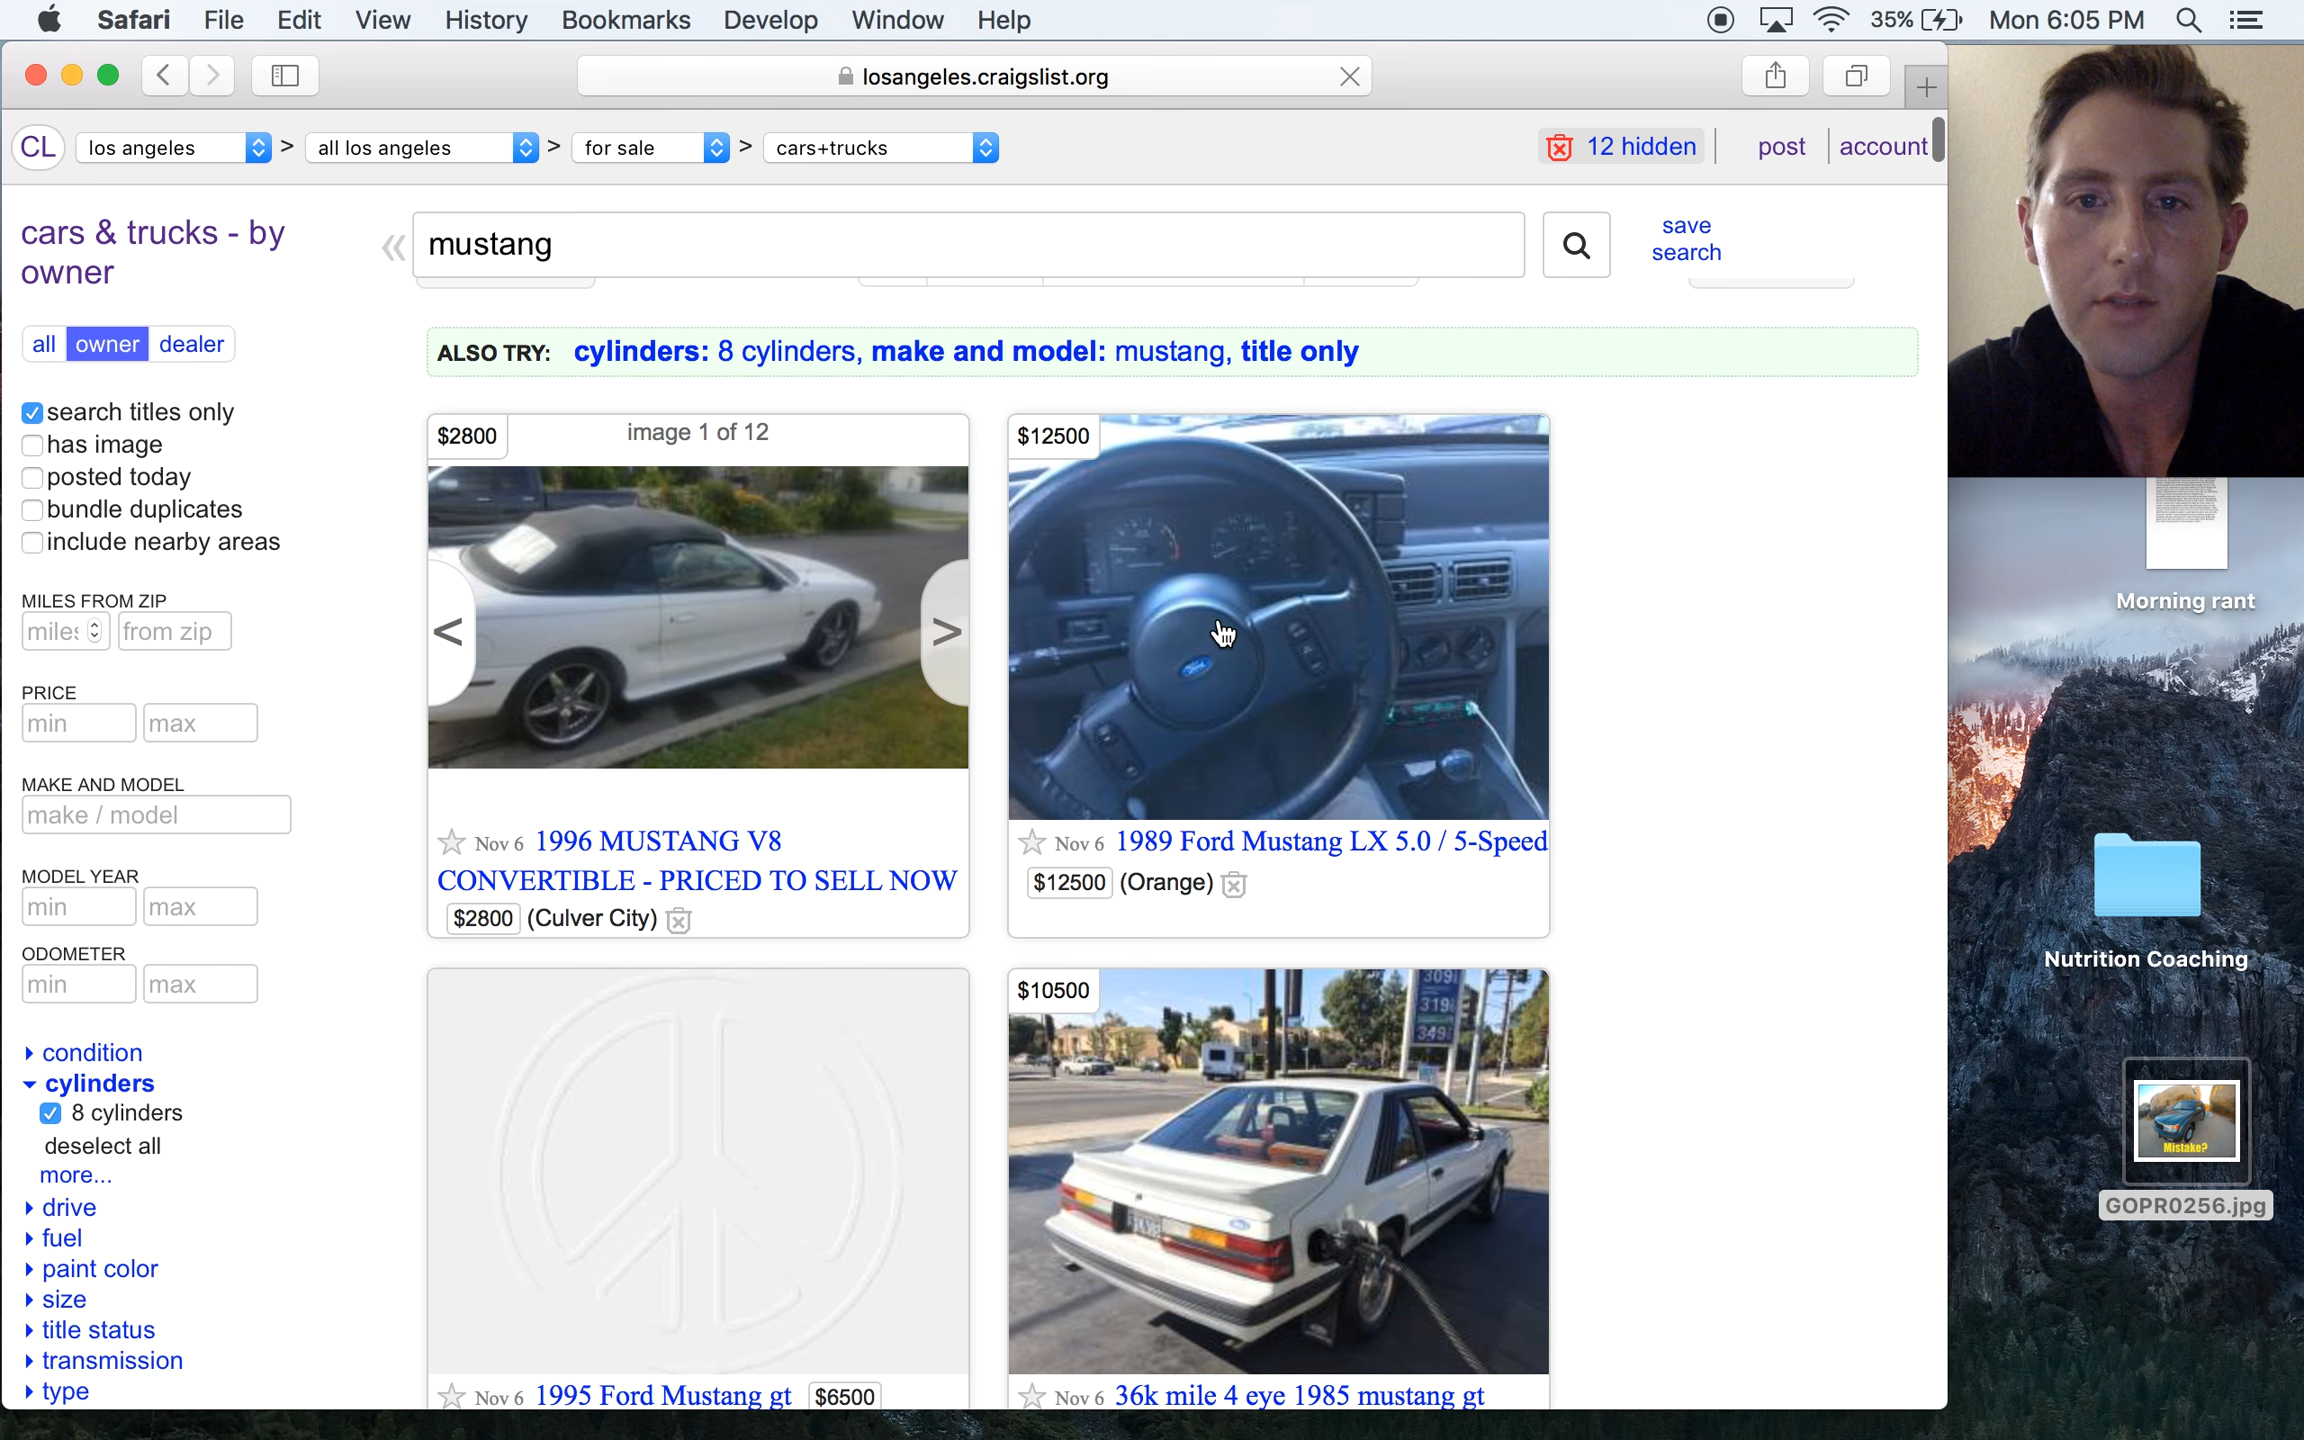 Safari File Edit View History Bookmarks Develop Window Help 35% Mon 6:05 PM
losangeles.craigslist.org
CL los angeles > all los angeles > for sale > cars+trucks 12 hidden post account
cars & trucks - by
owner
mustang
save
search
all owner dealer
ALSO TRY: cylinders: 8 cylinders, make and model: mustang, title only
search titles only
has image
posted today
bundle duplicates
include nearby areas
MILES FROM ZIP
miles from zip
PRICE
min max
MAKE AND MODEL
make / model
MODEL YEAR
min max
ODOMETER
min max
condition
cylinders
8 cylinders
deselect all
more...
drive
fuel
paint color
size
title status
transmission
type
$2800 image 1 of 12
< >
Nov 6 1996 MUSTANG V8
CONVERTIBLE - PRICED TO SELL NOW
$2800 (Culver City)
$12500
Ford
Nov 6 1989 Ford Mustang LX 5.0 / 5-Speed
$12500 (Orange)
Nov 6 1995 Ford Mustang gt $6500
$10500
309
319
349
Nov 6 36k mile 4 eye 1985 mustang gt
Morning rant
Nutrition Coaching
Mistake?
GOPR0256.jpg